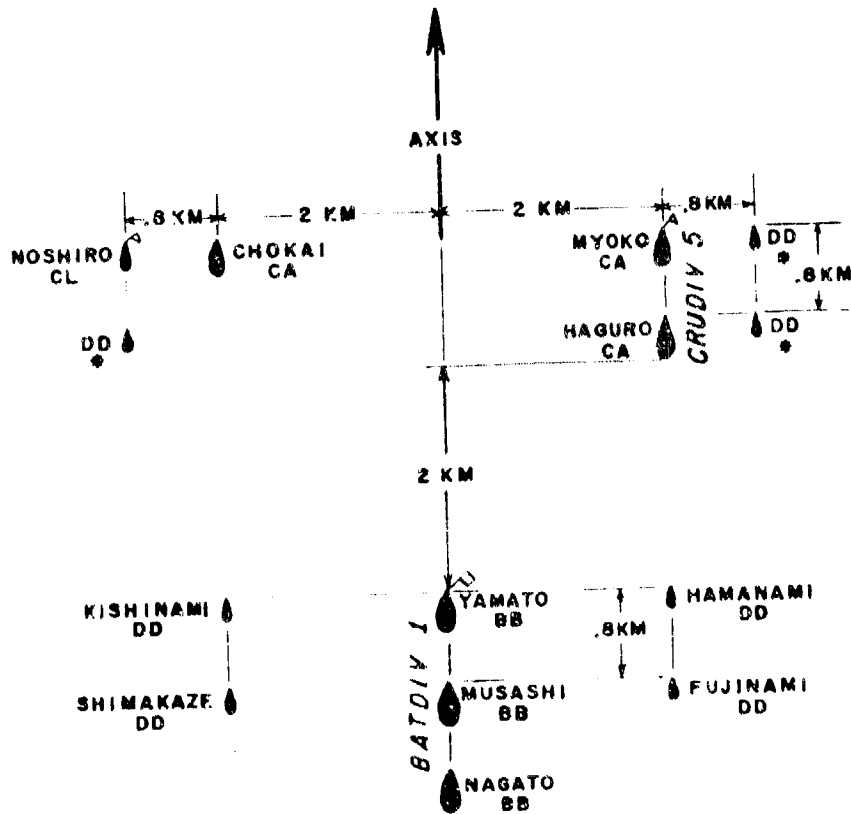 AXIS
.8 KM
2 KM
2 KM
.8KM
NOSHIRO
CL
CHOKAI
CA
MYOKO
CA
CRUDIV 5
DD
*
.8KM
DD
*
HAGURO
CA
DD
*
2 KM
KISHINAMI
DD
BATDIV 1
YAMATO
BB
.8KM
HAMANAMI
DD
SHIMAKAZE
DD
MUSASHI
BB
FUJINAMI
DD
NAGATO
BB